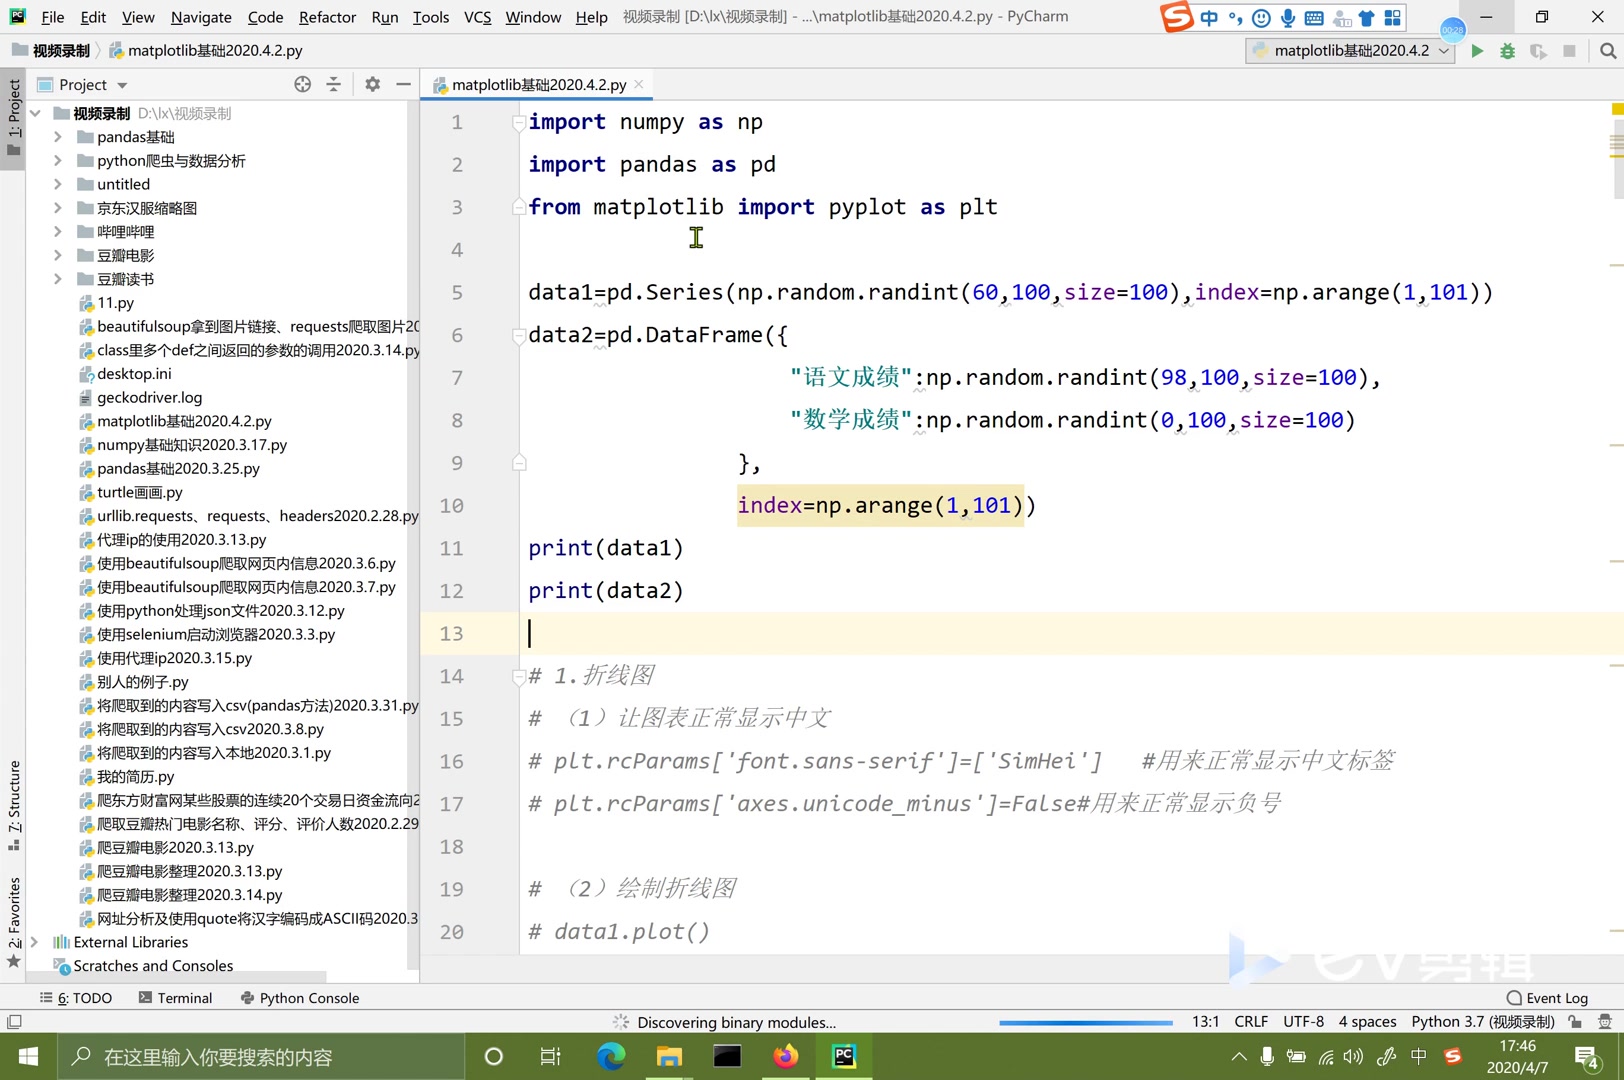 File Edit View Navigate Code Refactor Run Tools VCS Window Help 视频录制 [D:\lx\视频录制] - ...\matplotlib基础2020.4.2.py - PyCharm
中
00:28
视频录制 matplotlib基础2020.4.2.py
matplotlib基础2020.4.2
Project
matplotlib基础2020.4.2.py
1: Project
7: Structure
2: Favorites
视频录制 D:\lx\视频录制
pandas基础
python爬虫与数据分析
untitled
京东汉服缩略图
哔哩哔哩
豆瓣电影
豆瓣读书
11.py
beautifulsoup拿到图片链接、requests爬取图片20
class里多个def之间返回的参数的调用2020.3.14.py
desktop.ini
geckodriver.log
matplotlib基础2020.4.2.py
numpy基础知识2020.3.17.py
pandas基础2020.3.25.py
turtle画画.py
urllib.requests、requests、headers2020.2.28.py
代理ip的使用2020.3.13.py
使用beautifulsoup爬取网页内信息2020.3.6.py
使用beautifulsoup爬取网页内信息2020.3.7.py
使用python处理json文件2020.3.12.py
使用selenium启动浏览器2020.3.3.py
使用代理ip2020.3.15.py
别人的例子.py
将爬取到的内容写入csv(pandas方法)2020.3.31.py
将爬取到的内容写入csv2020.3.8.py
将爬取到的内容写入本地2020.3.1.py
我的简历.py
爬东方财富网某些股票的连续20个交易日资金流向2
爬取豆瓣热门电影名称、评分、评价人数2020.2.29
爬豆瓣电影2020.3.13.py
爬豆瓣电影整理2020.3.13.py
爬豆瓣电影整理2020.3.14.py
网址分析及使用quote将汉字编码成ASCII码2020.3
External Libraries
Scratches and Consoles
1 import numpy as np
2 import pandas as pd
3 from matplotlib import pyplot as plt
4
5 data1=pd.Series(np.random.randint(60,100,size=100),index=np.arange(1,101))
6 data2=pd.DataFrame({
7 "语文成绩":np.random.randint(98,100,size=100),
8 "数学成绩":np.random.randint(0,100,size=100)
9 },
10 index=np.arange(1,101))
11 print(data1)
12 print(data2)
13
14 # 1.折线图
15 # （1）让图表正常显示中文
16 # plt.rcParams['font.sans-serif']=['SimHei'] #用来正常显示中文标签
17 # plt.rcParams['axes.unicode_minus']=False#用来正常显示负号
18
19 # （2）绘制折线图
20 # data1.plot()
ev剪辑
6: TODO Terminal Python Console Event Log
Discovering binary modules... 13:1 CRLF UTF-8 4 spaces Python 3.7 (视频录制)
在这里输入你要搜索的内容
中
17:46
2020/4/7
4